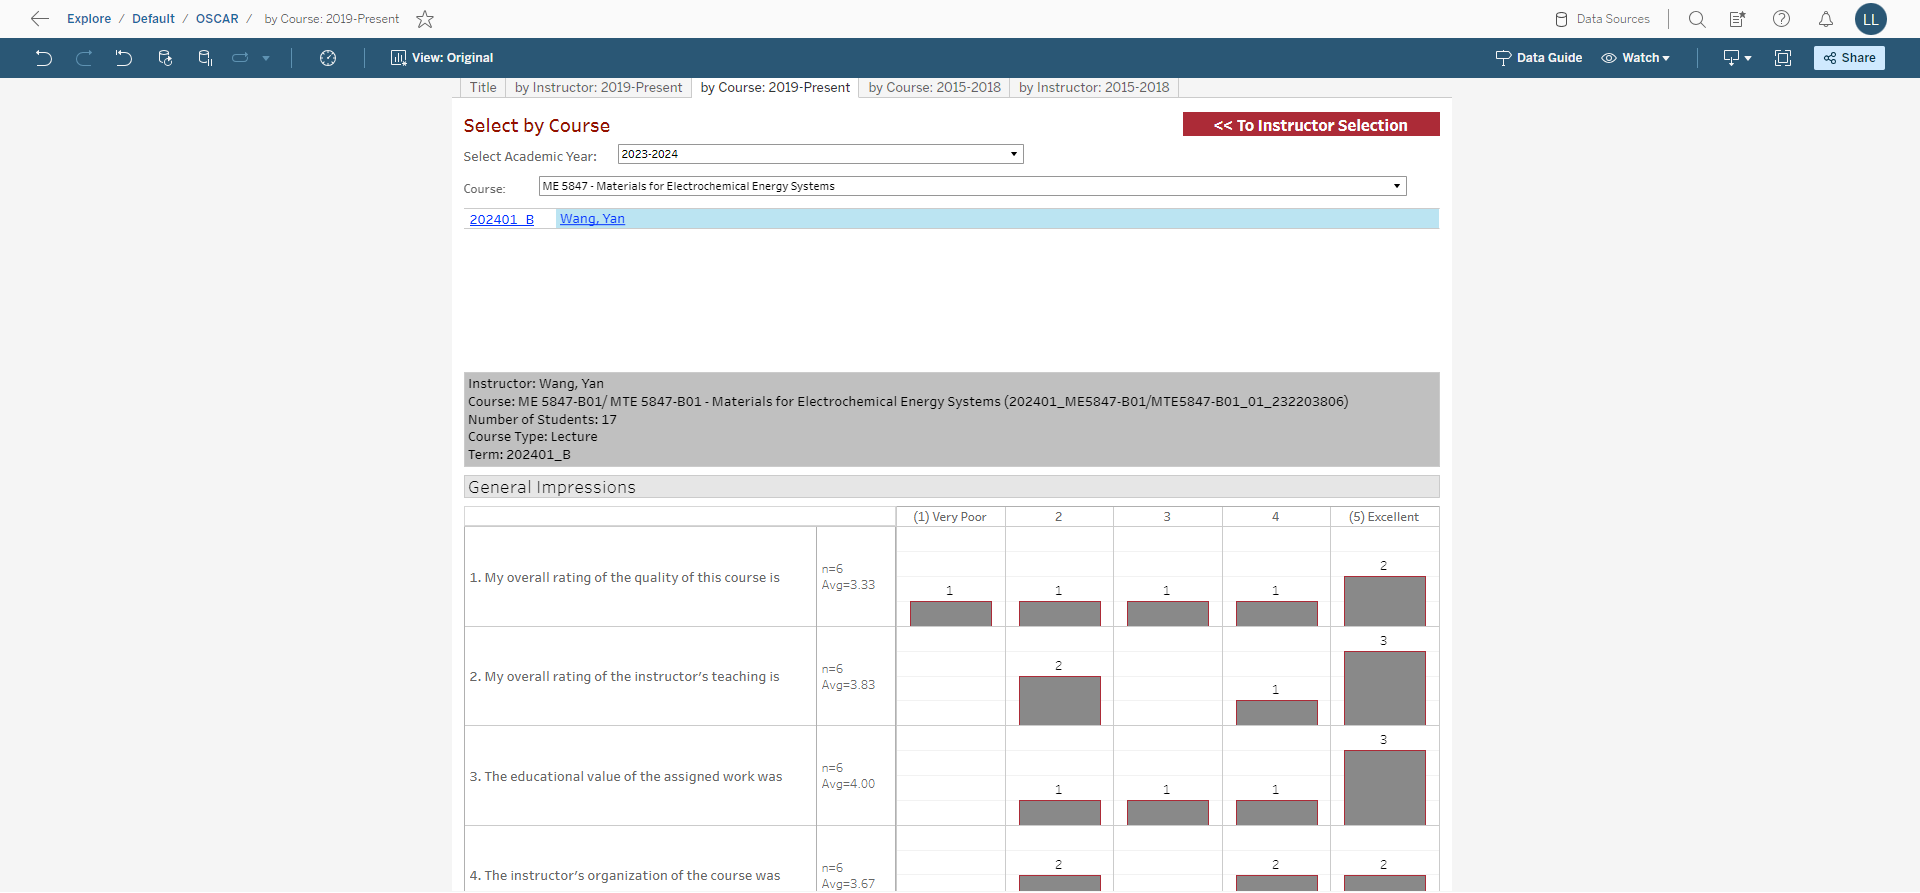 Explore / Default / OSCAR / by Course: 2019-Present
Data Sources
LL
View: Original
Data Guide
Watch
Share
Title
by Instructor: 2019-Present
by Course: 2019-Present
by Course: 2015-2018
by Instructor: 2015-2018
Select by Course
<< To Instructor Selection
Select Academic Year:
2023-2024
Course:
ME 5847 - Materials for Electrochemical Energy Systems
202401_B
Wang, Yan
Instructor: Wang, Yan
Course: ME 5847-B01/ MTE 5847-B01 - Materials for Electrochemical Energy Systems (202401_ME5847-B01/MTE5847-B01_01_232203806)
Number of Students: 17
Course Type: Lecture
Term: 202401_B
General Impressions
(1) Very Poor
2
3
4
(5) Excellent
1. My overall rating of the quality of this course is
n=6
Avg=3.33
1
1
1
1
2
2. My overall rating of the instructor's teaching is
n=6
Avg=3.83
2
1
3
3. The educational value of the assigned work was
n=6
Avg=4.00
1
1
1
3
4. The instructor's organization of the course was
n=6
Avg=3.67
2
2
2